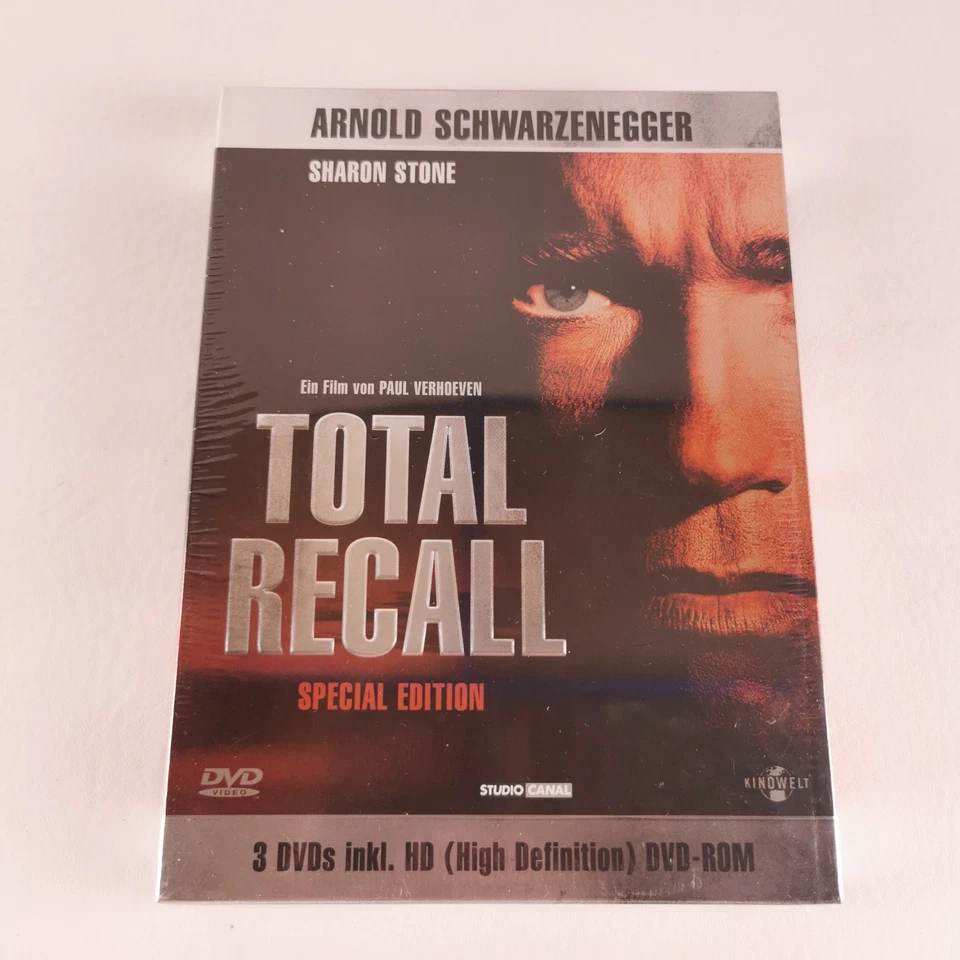 ARNOLD SCHWARZENEGGER
SHARON STONE
Ein Film von PAUL VERHOEVEN
TOTAL
RECALL
SPECIAL EDITION
DVD
VIDEO
STUDIO CANAL
KINOWELT
3 DVDs inkl. HD (High Definition) DVD-ROM